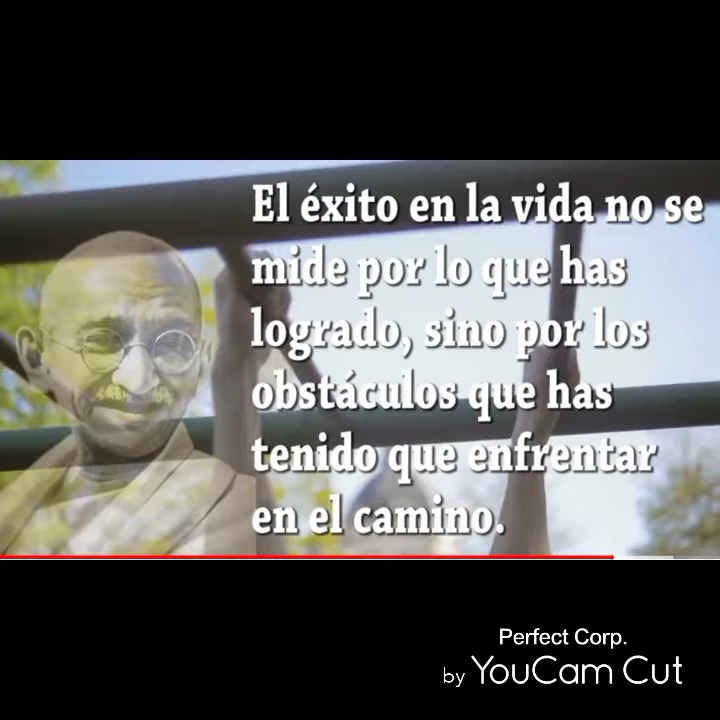 El éxito en la vida no se
mide por lo que has
logrado, sino por los
obstáculos que has
tenido que enfrentar
en el camino.
Perfect Corp.
by YouCam Cut